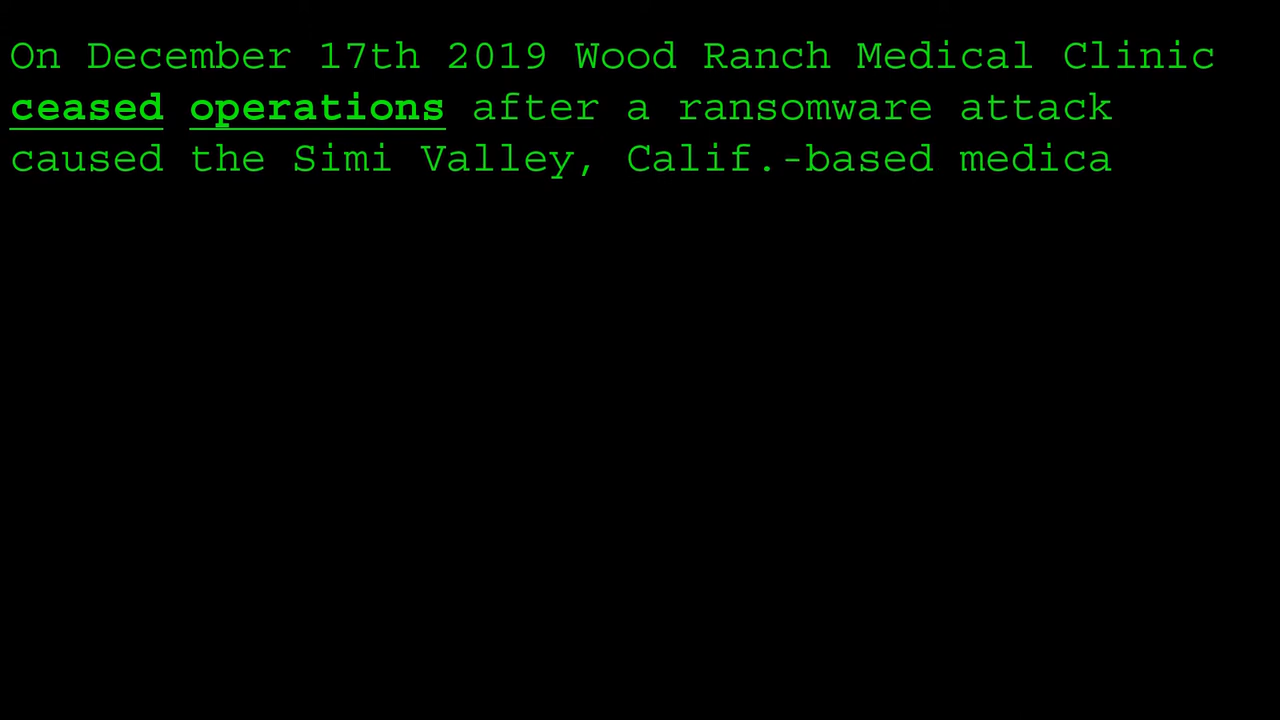 On December 17th 2019 Wood Ranch Medical Clinic
ceased operations after a ransomware attack
caused the Simi Valley, Calif.-based medica